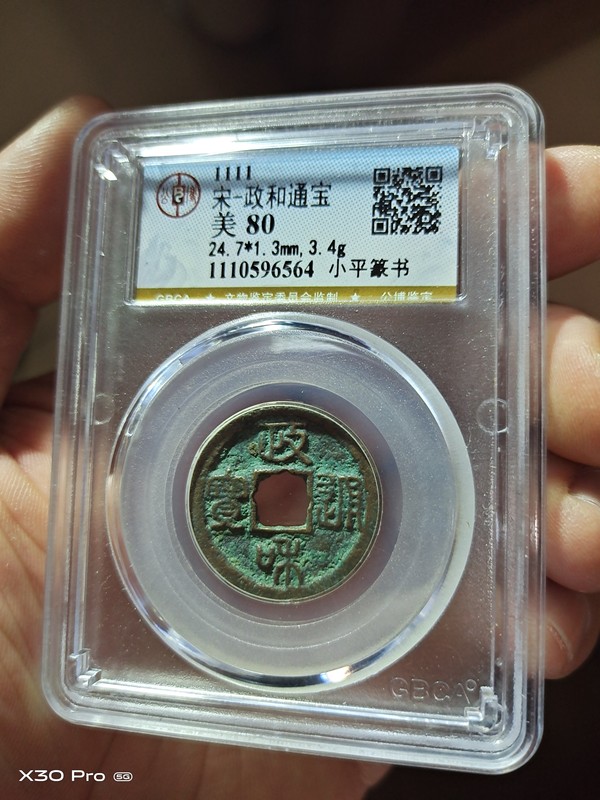 1111
宋-政和通宝
美 80
24.7*1.3mm, 3.4g
1110596564 小平篆书
GBCA ★ 文物鉴定委员会监制 ★ 公博鉴定
政
寳 通
和
GBCA
X30 Pro 5G